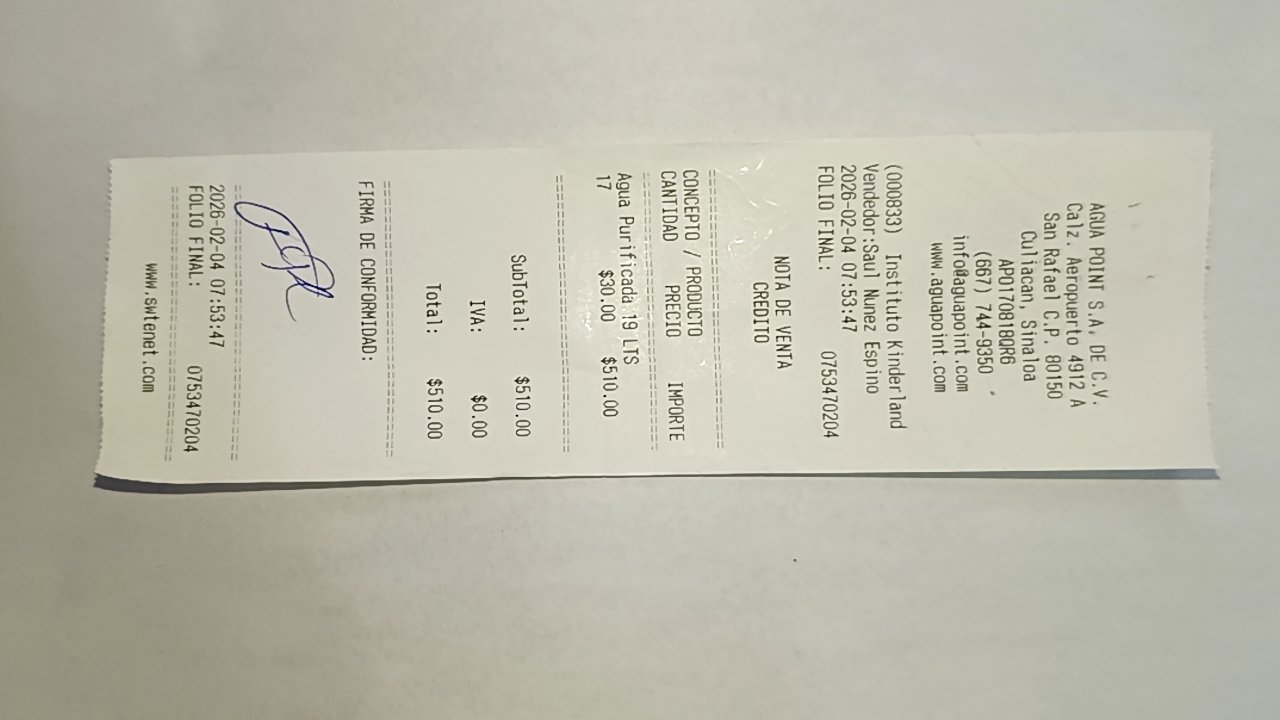 AGUA POINT S.A. DE C.V.
Calz. Aeropuerto 4912 A
San Rafael C.P. 80150
Culiacan, Sinaloa
APO170818QR6
(667) 744-9350
info@aguapoint.com
www.aguapoint.com
(000833) Instituto Kinderland
Vendedor:Saul Nunez Espino
2026-02-04 07:53:47
FOLIO FINAL: 0753470204
NOTA DE VENTA
CREDITO
CONCEPTO / PRODUCTO
CANTIDAD PRECIO IMPORTE
Agua Purificada 19 LTS
17 $30.00 $510.00
SubTotal: $510.00
IVA: $0.00
Total: $510.00
FIRMA DE CONFORMIDAD:
2026-02-04 07:53:47
FOLIO FINAL: 0753470204
www.swtenet.com